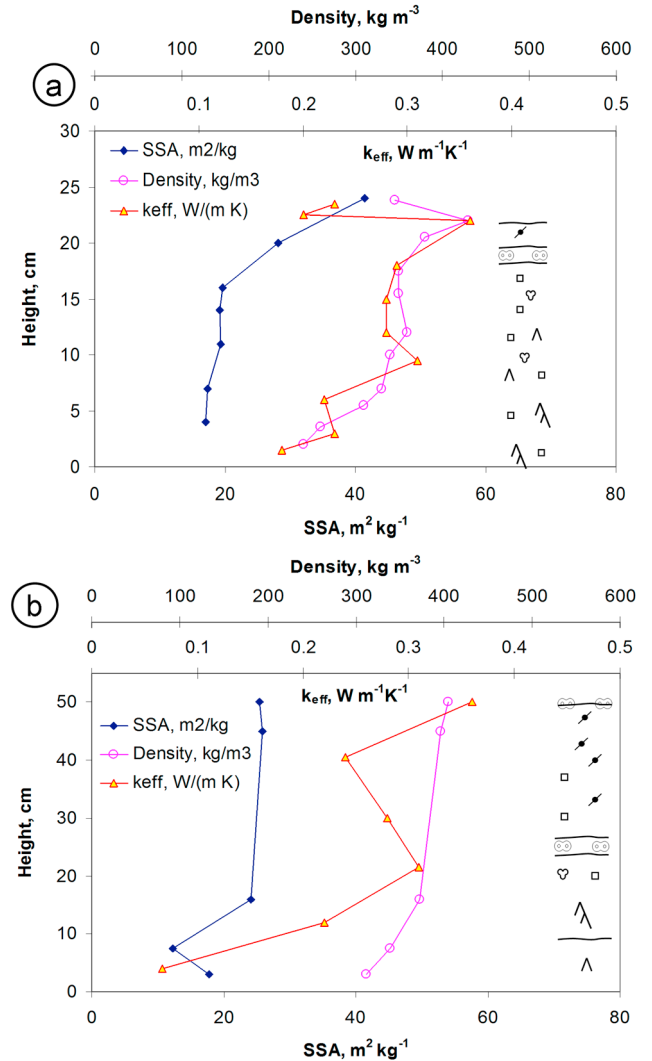 Density, kg m-3
0 100 200 300 400 500 600
a
0 0.1 0.2 0.3 0.4 0.5
30
25
20
15
10
5
0
Height, cm
keff, W m-1K-1
SSA, m2/kg
Density, kg/m3
keff, W/(m K)
0 20 40 60 80
SSA, m2 kg-1
Density, kg m-3
b
0 100 200 300 400 500 600
0 0.1 0.2 0.3 0.4 0.5
50
40
30
20
10
0
Height, cm
keff, W m-1K-1
SSA, m2/kg
Density, kg/m3
keff, W/(m K)
0 20 40 60 80
SSA, m2 kg-1